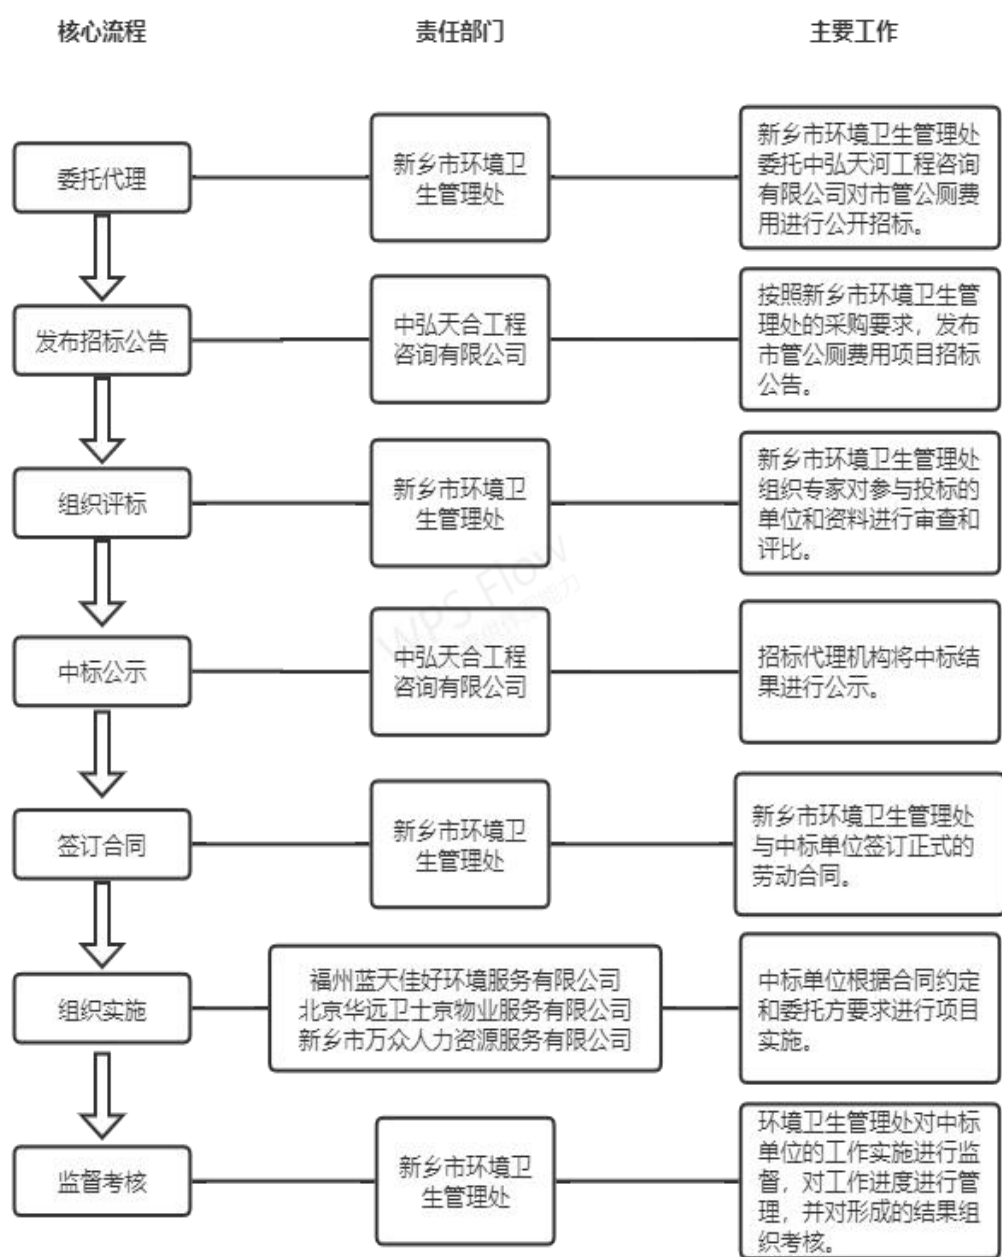 核心流程
责任部门
主要工作
委托代理
新乡市环境卫
生管理处
新乡市环境卫生管理处
委托中弘天河工程咨询
有限公司对市管公厕费
用进行公开招标。
发布招标公告
中弘天合工程
咨询有限公司
按照新乡市环境卫生管
理处的采购要求，发布
市管公厕费用项目招标
公告。
组织评标
新乡市环境卫
生管理处
新乡市环境卫生管理处
组织专家对参与投标的
单位和资料进行审查和
评比。
WPS Flow
中标公示
中弘天合工程
咨询有限公司
招标代理机构将中标结
果进行公示。
签订合同
新乡市环境卫
生管理处
新乡市环境卫生管理处
与中标单位签订正式的
劳动合同。
组织实施
福州蓝天佳好环境服务有限公司
北京华远卫士京物业服务有限公司
新乡市万众人力资源服务有限公司
中标单位根据合同约定
和委托方要求进行项目
实施。
监督考核
新乡市环境卫
生管理处
环境卫生管理处对中标
单位的工作实施进行监
督，对工作进度进行管
理，并对形成的结果组
织考核。